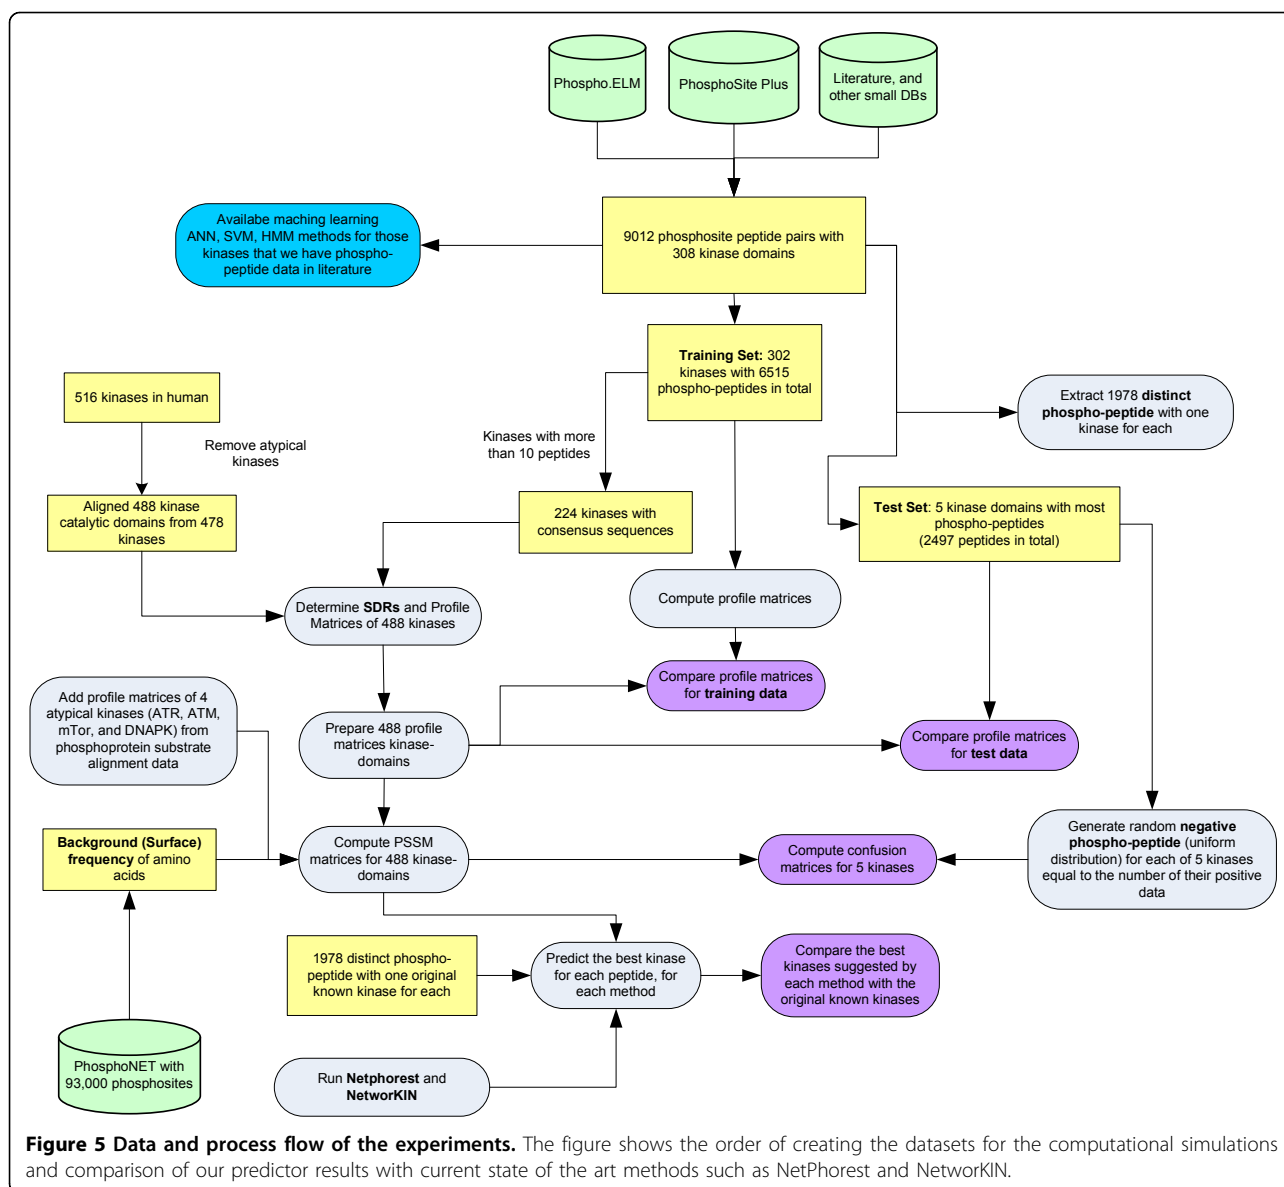 Phospho.ELM
PhosphoSite Plus
Literature, and
other small DBs
Availabe maching learning
ANN, SVM, HMM methods for those
kinases that we have phospho-
peptide data in literature
9012 phosphosite peptide pairs with
308 kinase domains
Training Set: 302
kinases with 6515
phospho-peptides in total
516 kinases in human
Extract 1978 distinct
phospho-peptide with one
kinase for each
Remove atypical
kinases
Kinases with more
than 10 peptides
Aligned 488 kinase
catalytic domains from 478
kinases
224 kinases with
consensus sequences
Test Set: 5 kinase domains with most
phospho-peptides
(2497 peptides in total)
Determine SDRs and Profile
Matrices of 488 kinases
Compute profile matrices
Compare profile matrices
for training data
Add profile matrices of 4
atypical kinases (ATR, ATM,
mTor, and DNAPK) from
phosphoprotein substrate
alignment data
Prepare 488 profile
matrices kinase-
domains
Compare profile matrices
for test data
Background (Surface)
frequency of amino
acids
Compute PSSM
matrices for 488 kinase-
domains
Compute confusion
matrices for 5 kinases
Generate random negative
phospho-peptide (uniform
distribution) for each of 5 kinases
equal to the number of their positive
data
1978 distinct phospho-
peptide with one original
known kinase for each
Predict the best kinase
for each peptide, for
each method
Compare the best
kinases suggested by
each method with the
original known kinases
PhosphoNET with
93,000 phosphosites
Run Netphorest and
NetworKIN
Figure 5 Data and process flow of the experiments. The figure shows the order of creating the datasets for the computational simulations
and comparison of our predictor results with current state of the art methods such as NetPhorest and NetworKIN.